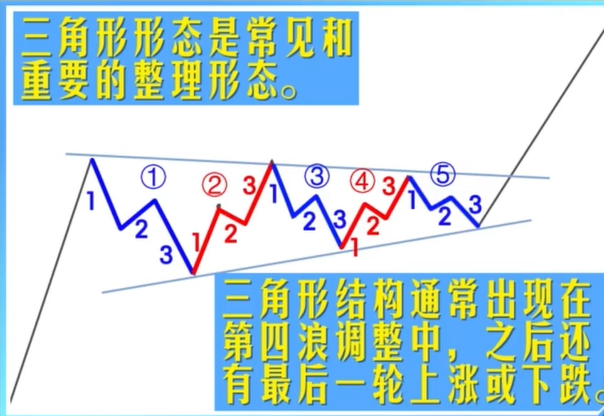 三角形形态是常见和
重要的整理形态。
① ② 3 ③ ④ 3 ⑤
1 2 3 1 2 1 2 3 1 2 1 2 3
三角形结构通常出现在
第四浪调整中，之后还
有最后一轮上涨或下跌。